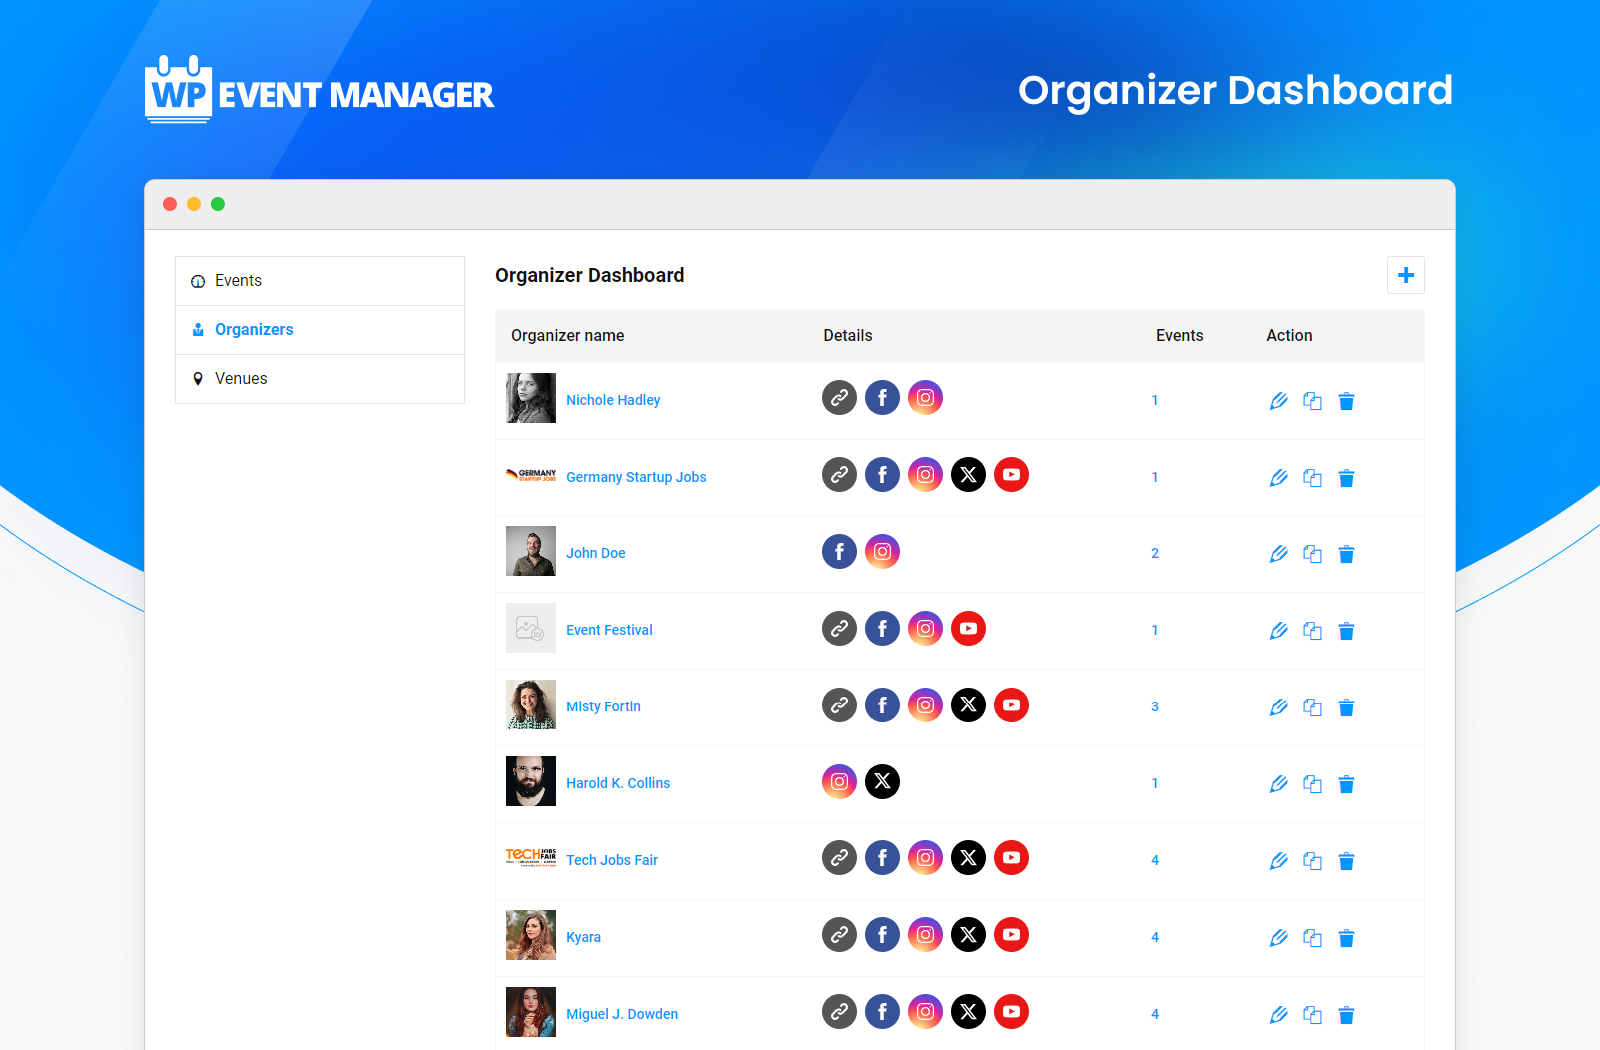 WP EVENT MANAGER
Organizer Dashboard
Events
Organizers
Venues
Organizer Dashboard
Organizer name Details Events Action
Nichole Hadley 1
GERMANY
STARTUP JOBS
Germany Startup Jobs 1
John Doe 2
Event Festival 1
Misty Fortin 3
Harold K. Collins 1
TECH JOBS
FAIR
Tech Jobs Fair 4
Kyara 4
Miguel J. Dowden 4